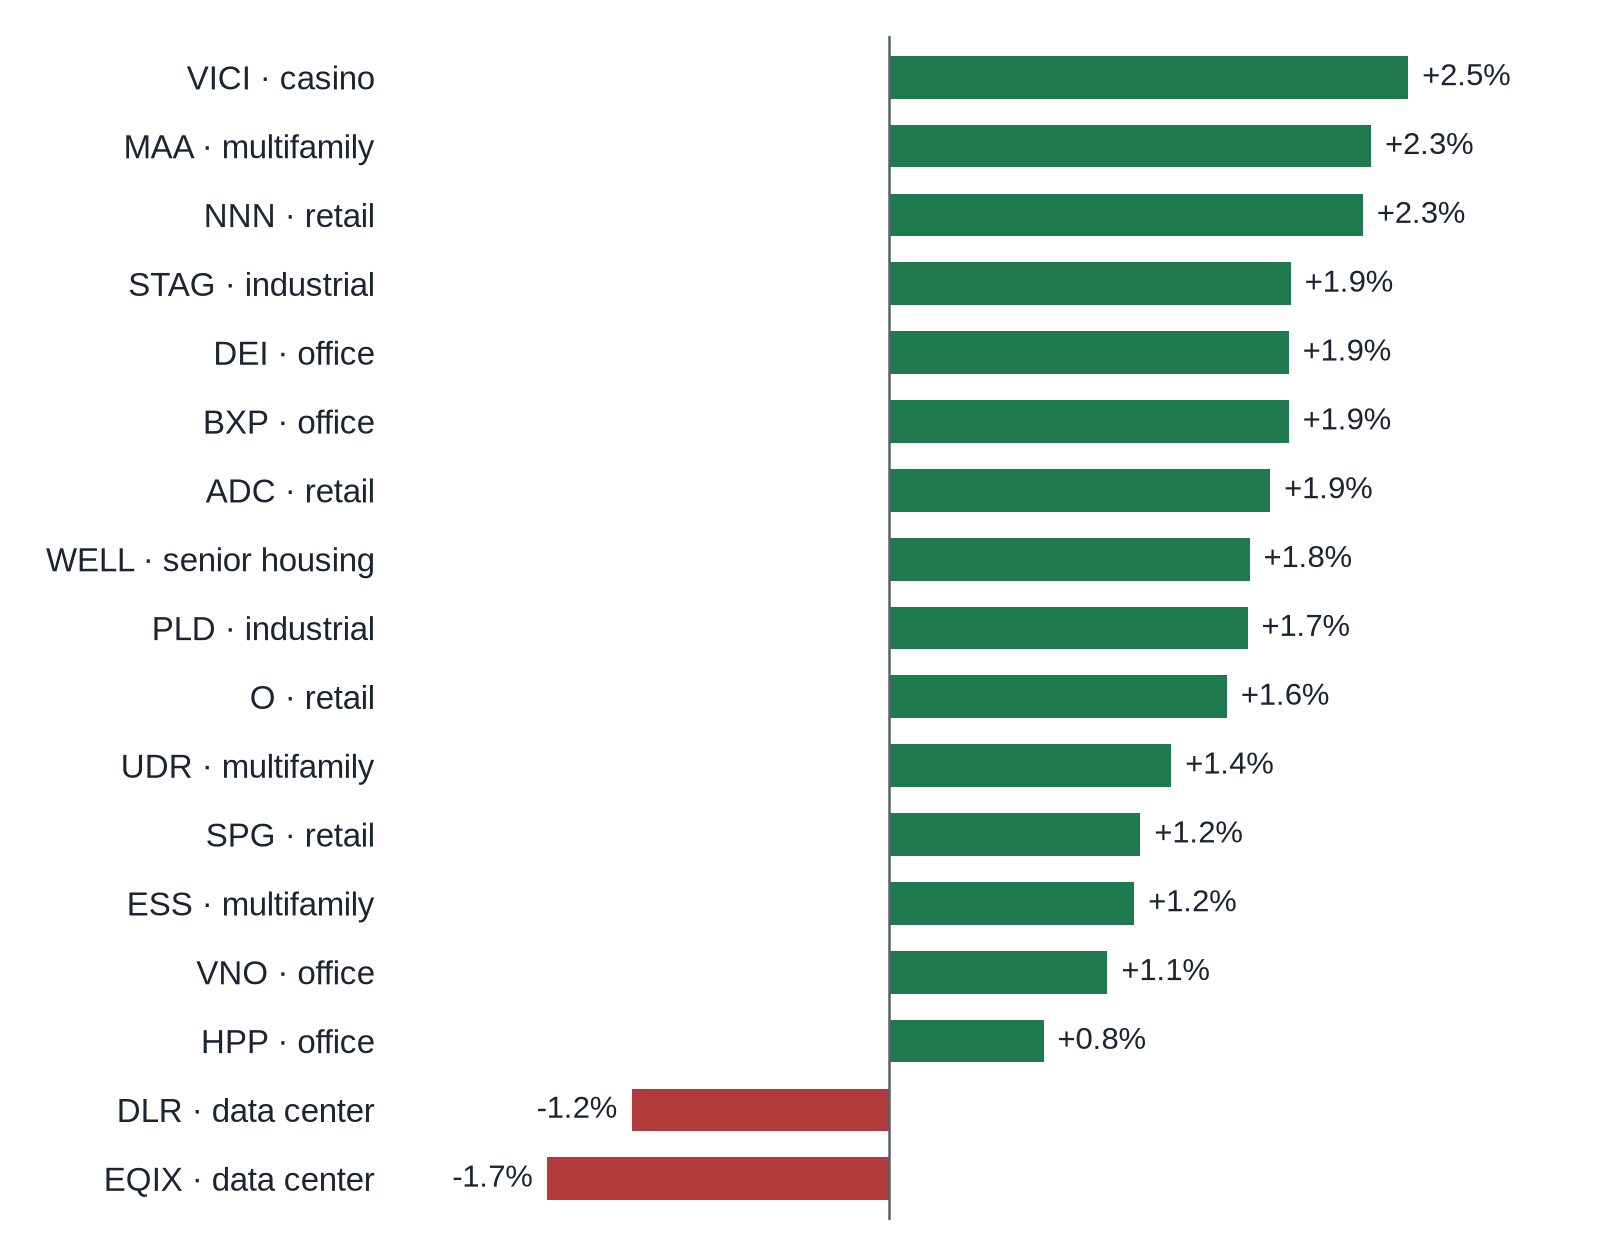 VICI · casino +2.5%
MAA · multifamily +2.3%
NNN · retail +2.3%
STAG · industrial +1.9%
DEI · office +1.9%
BXP · office +1.9%
ADC · retail +1.9%
WELL · senior housing +1.8%
PLD · industrial +1.7%
O · retail +1.6%
UDR · multifamily +1.4%
SPG · retail +1.2%
ESS · multifamily +1.2%
VNO · office +1.1%
HPP · office +0.8%
DLR · data center -1.2%
EQIX · data center -1.7%